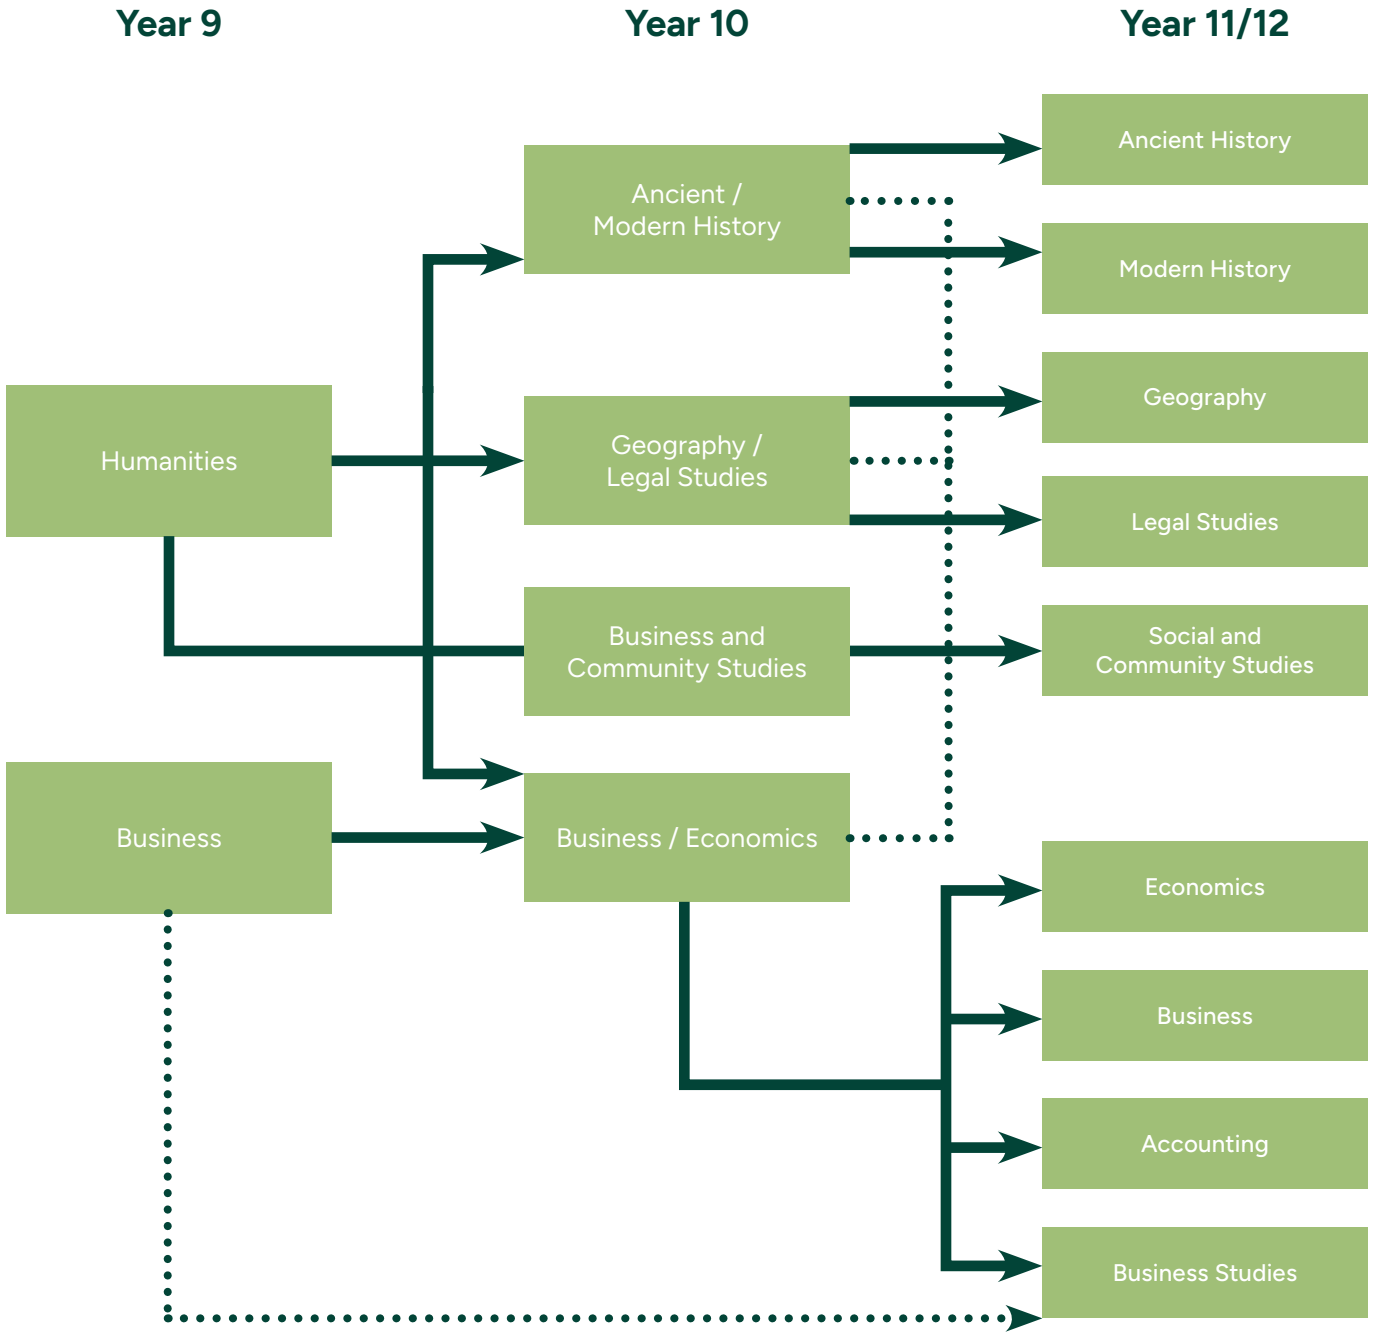 Year 9
Year 10
Year 11/12
Humanities
Business
Ancient /
Modern History
Geography /
Legal Studies
Business and
Community Studies
Business / Economics
Ancient History
Modern History
Geography
Legal Studies
Social and
Community Studies
Economics
Business
Accounting
Business Studies